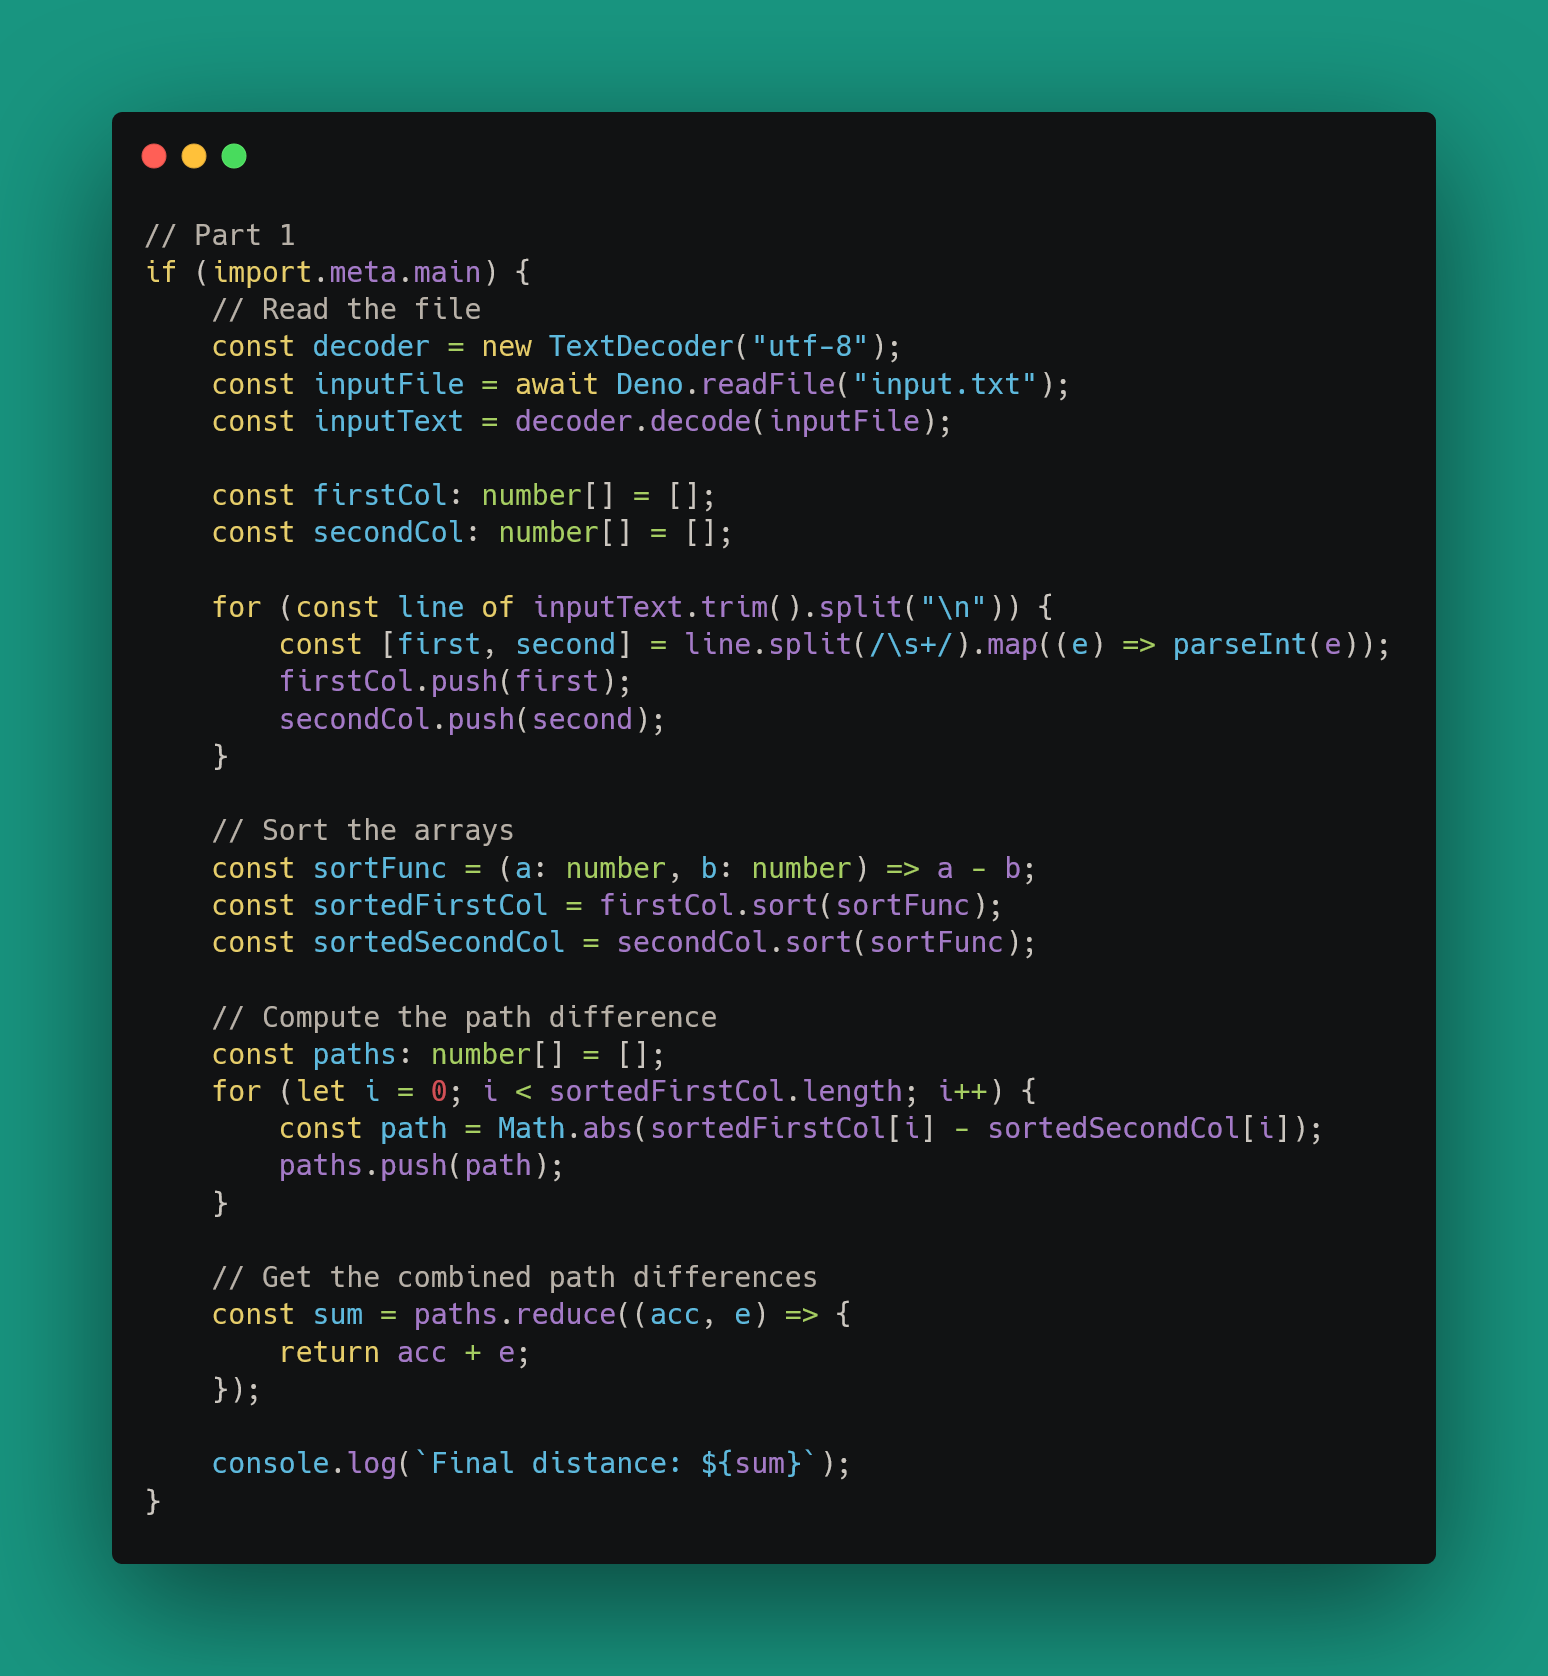 // Part 1
if (import.meta.main) {
    // Read the file
    const decoder = new TextDecoder("utf-8");
    const inputFile = await Deno.readFile("input.txt");
    const inputText = decoder.decode(inputFile);

    const firstCol: number[] = [];
    const secondCol: number[] = [];

    for (const line of inputText.trim().split("\n")) {
        const [first, second] = line.split(/\s+/).map((e) => parseInt(e));
        firstCol.push(first);
        secondCol.push(second);
    }

    // Sort the arrays
    const sortFunc = (a: number, b: number) => a - b;
    const sortedFirstCol = firstCol.sort(sortFunc);
    const sortedSecondCol = secondCol.sort(sortFunc);

    // Compute the path difference
    const paths: number[] = [];
    for (let i = 0; i < sortedFirstCol.length; i++) {
        const path = Math.abs(sortedFirstCol[i] - sortedSecondCol[i]);
        paths.push(path);
    }

    // Get the combined path differences
    const sum = paths.reduce((acc, e) => {
        return acc + e;
    });

    console.log(`Final distance: ${sum}`);
}